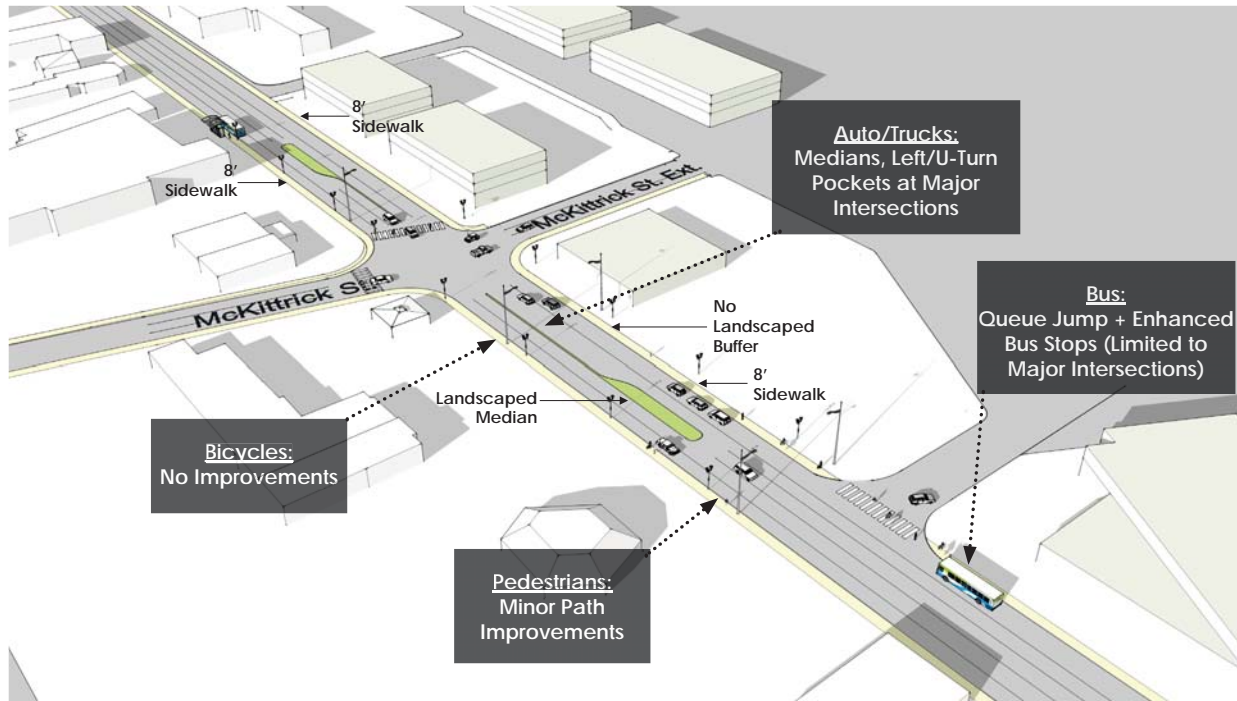 8'
Sidewalk
8'
Sidewalk
Auto/Trucks:
Medians, Left/U-Turn
Pockets at Major
Intersections
McKittrick St. Ext.
McKittrick St.
Bus:
Queue Jump + Enhanced
Bus Stops (Limited to
Major Intersections)
No
Landscaped
Buffer
8'
Sidewalk
Landscaped
Median
Bicycles:
No Improvements
Pedestrians:
Minor Path
Improvements